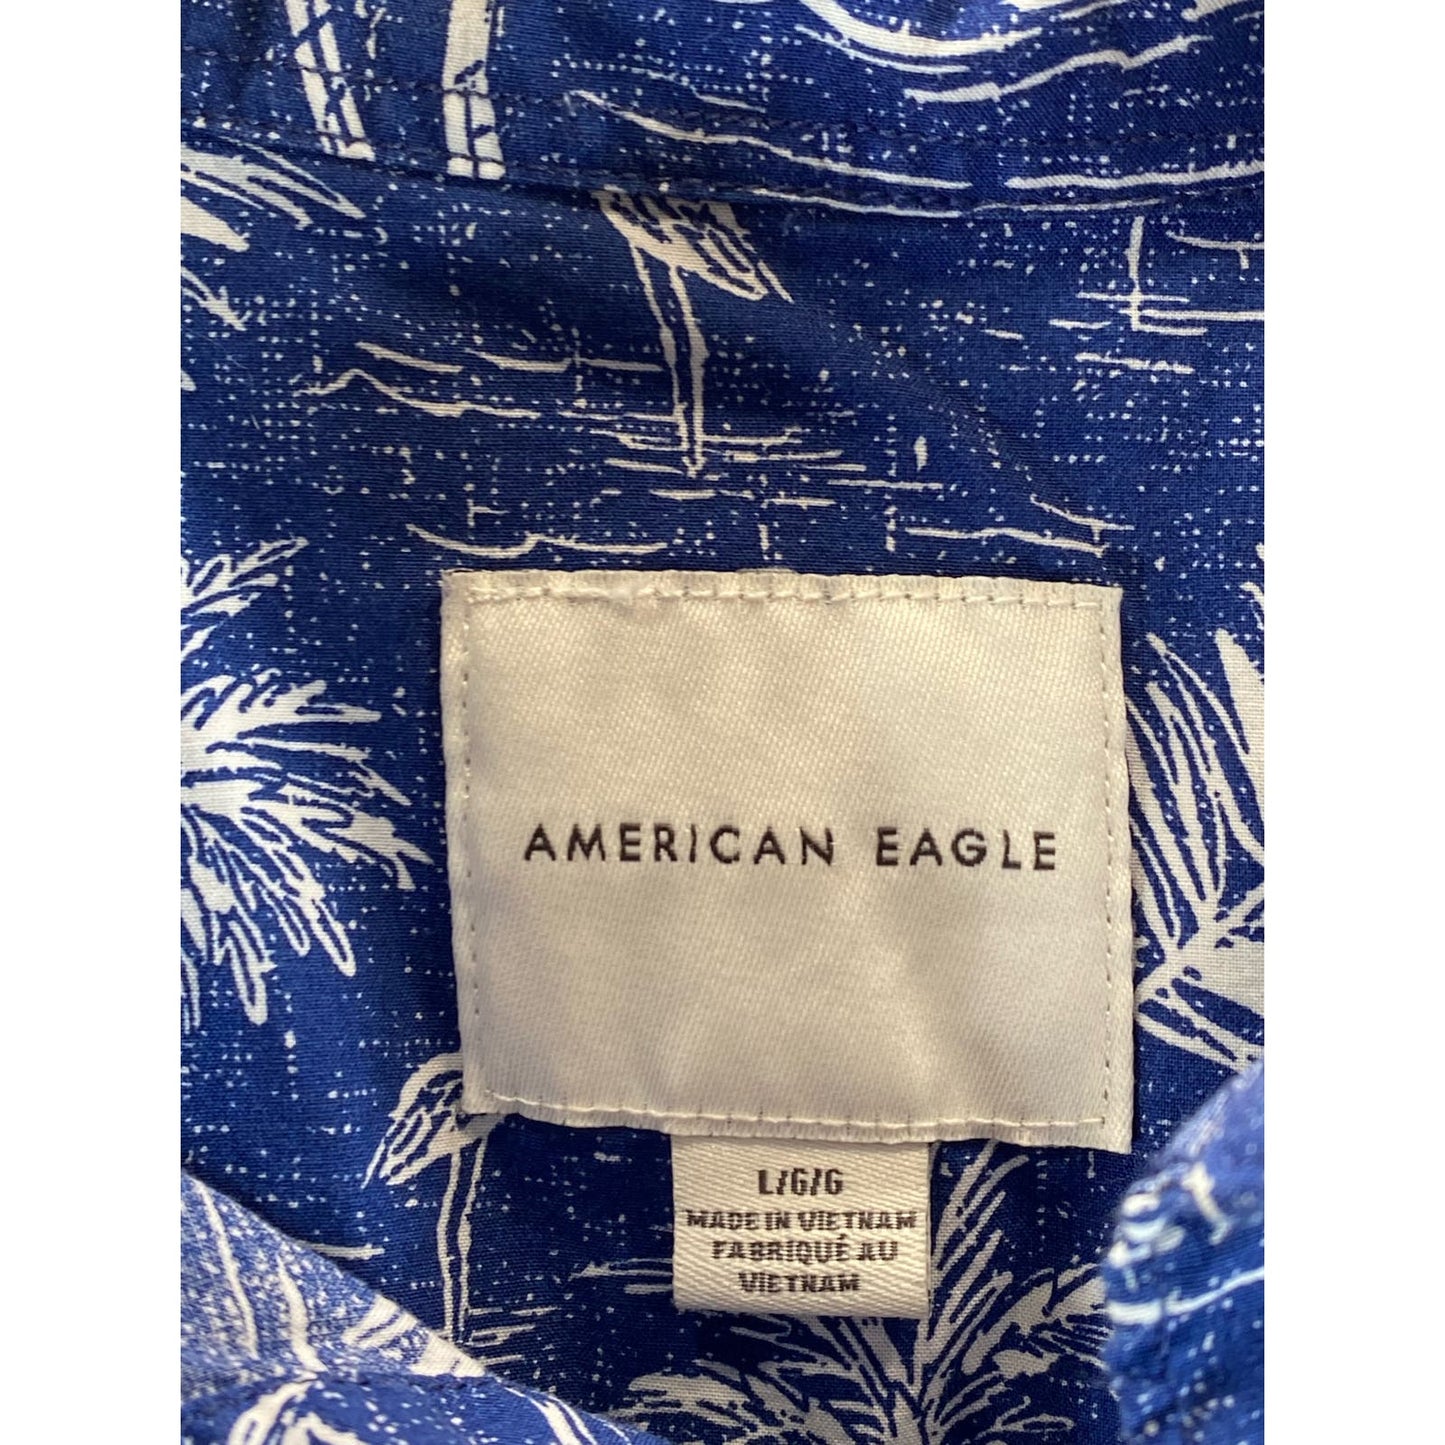 AMERICAN EAGLE
L/G/G
MADE IN VIETNAM
FABRIQUÉ AU
VIETNAM